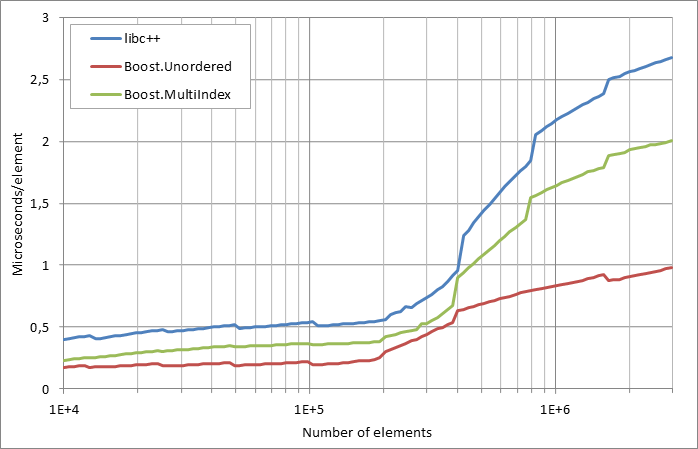 3
libc++
Boost.Unordered
Boost.MultiIndex
2,5
2
1,5
1
0,5
0
Microseconds/element
1E+4
1E+5
1E+6
Number of elements